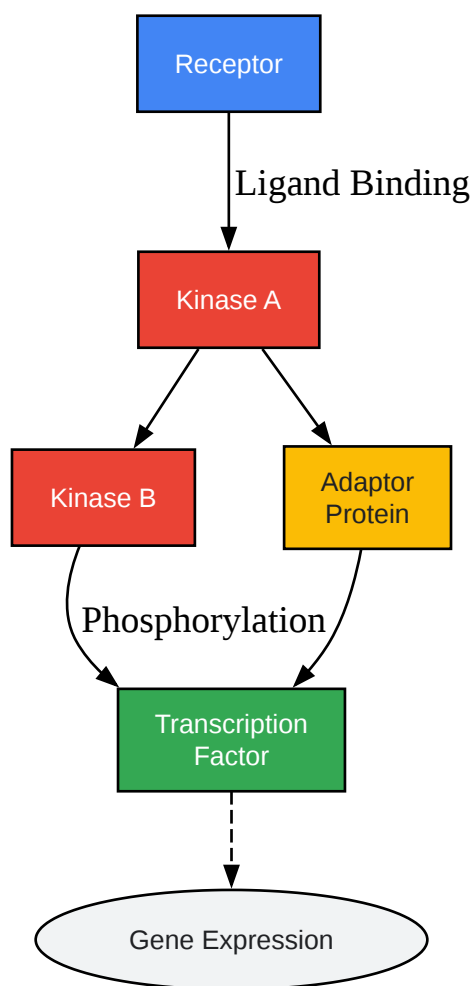 Receptor
Ligand Binding
Kinase A
Kinase B
Adaptor
Protein
Phosphorylation
Transcription
Factor
Gene Expression